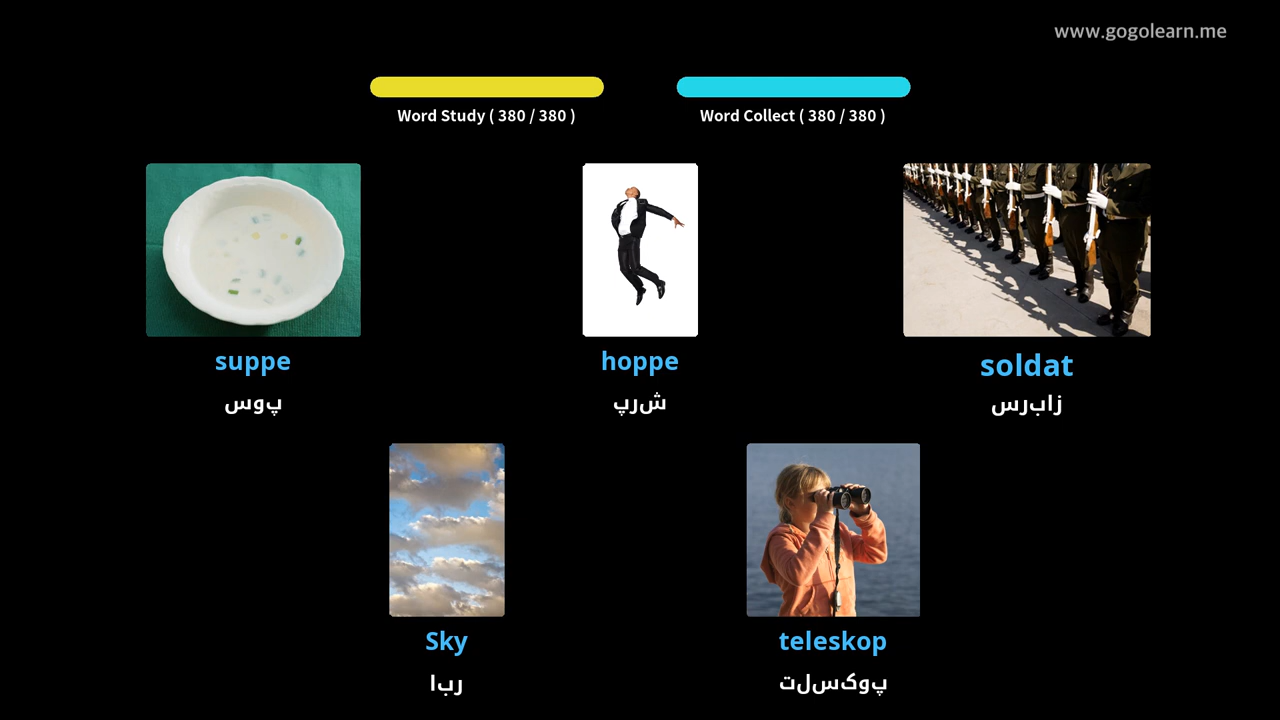 www.gogolearn.me
Word Study ( 380 / 380 )
Word Collect ( 380 / 380 )
suppe
hoppe
soldat
پوس
شرپ
زابرس
Sky
teleskop
ربا
پوکسلت